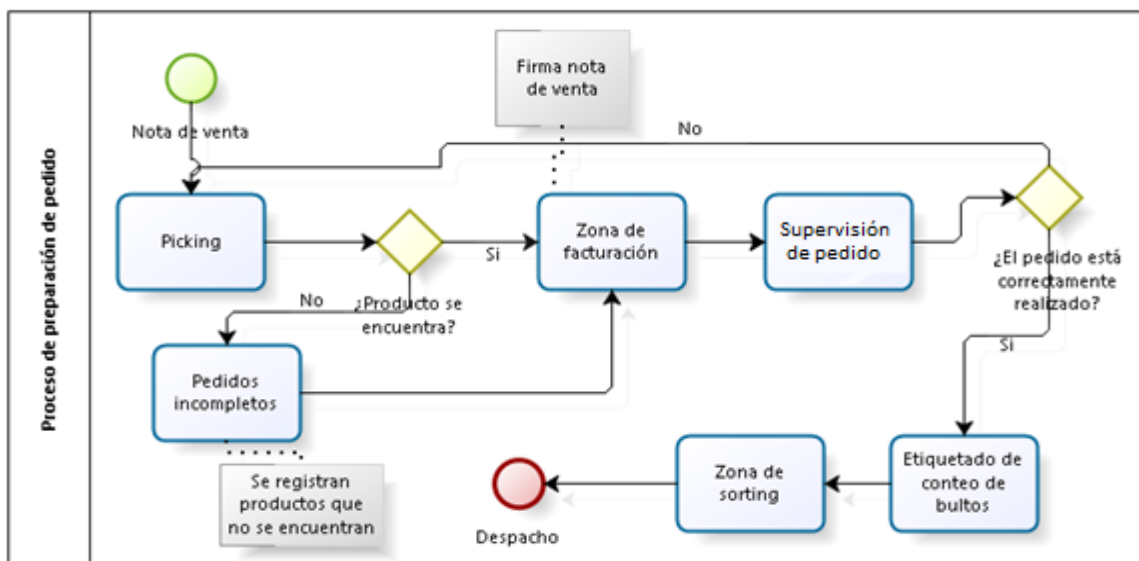 Proceso de preparación de pedido
Nota de venta
Firma nota
de venta
No
Picking
Si
Zona de
facturación
Supervisión
de pedido
¿El pedido está
correctamente
realizado?
No
¿Producto se
encuentra?
Si
Pedidos
incompletos
Se registran
productos que
no se encuentran
Despacho
Zona de
sorting
Etiquetado de
conteo de
bultos